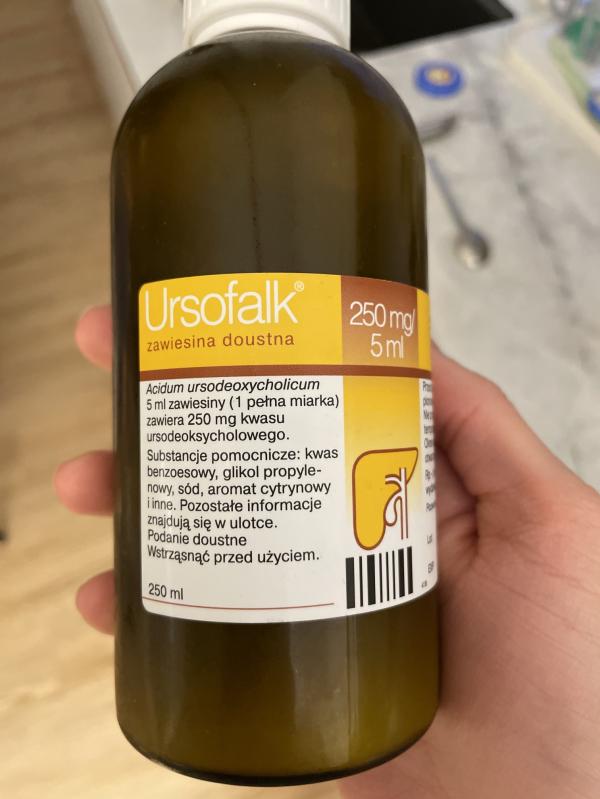 Ursofalk®
zawiesina doustna
250 mg/
5 ml
Acidum ursodeoxycholicum
5 ml zawiesiny (1 pełna miarka)
zawiera 250 mg kwasu
ursodeoksycholowego.
Substancje pomocnicze: kwas
benzoesowy, glikol propyle-
nowy, sód, aromat cytrynowy
i inne. Pozostałe informacje
znajdują się w ulotce.
Podanie doustne
Wstrząsnąć przed użyciem.
250 ml